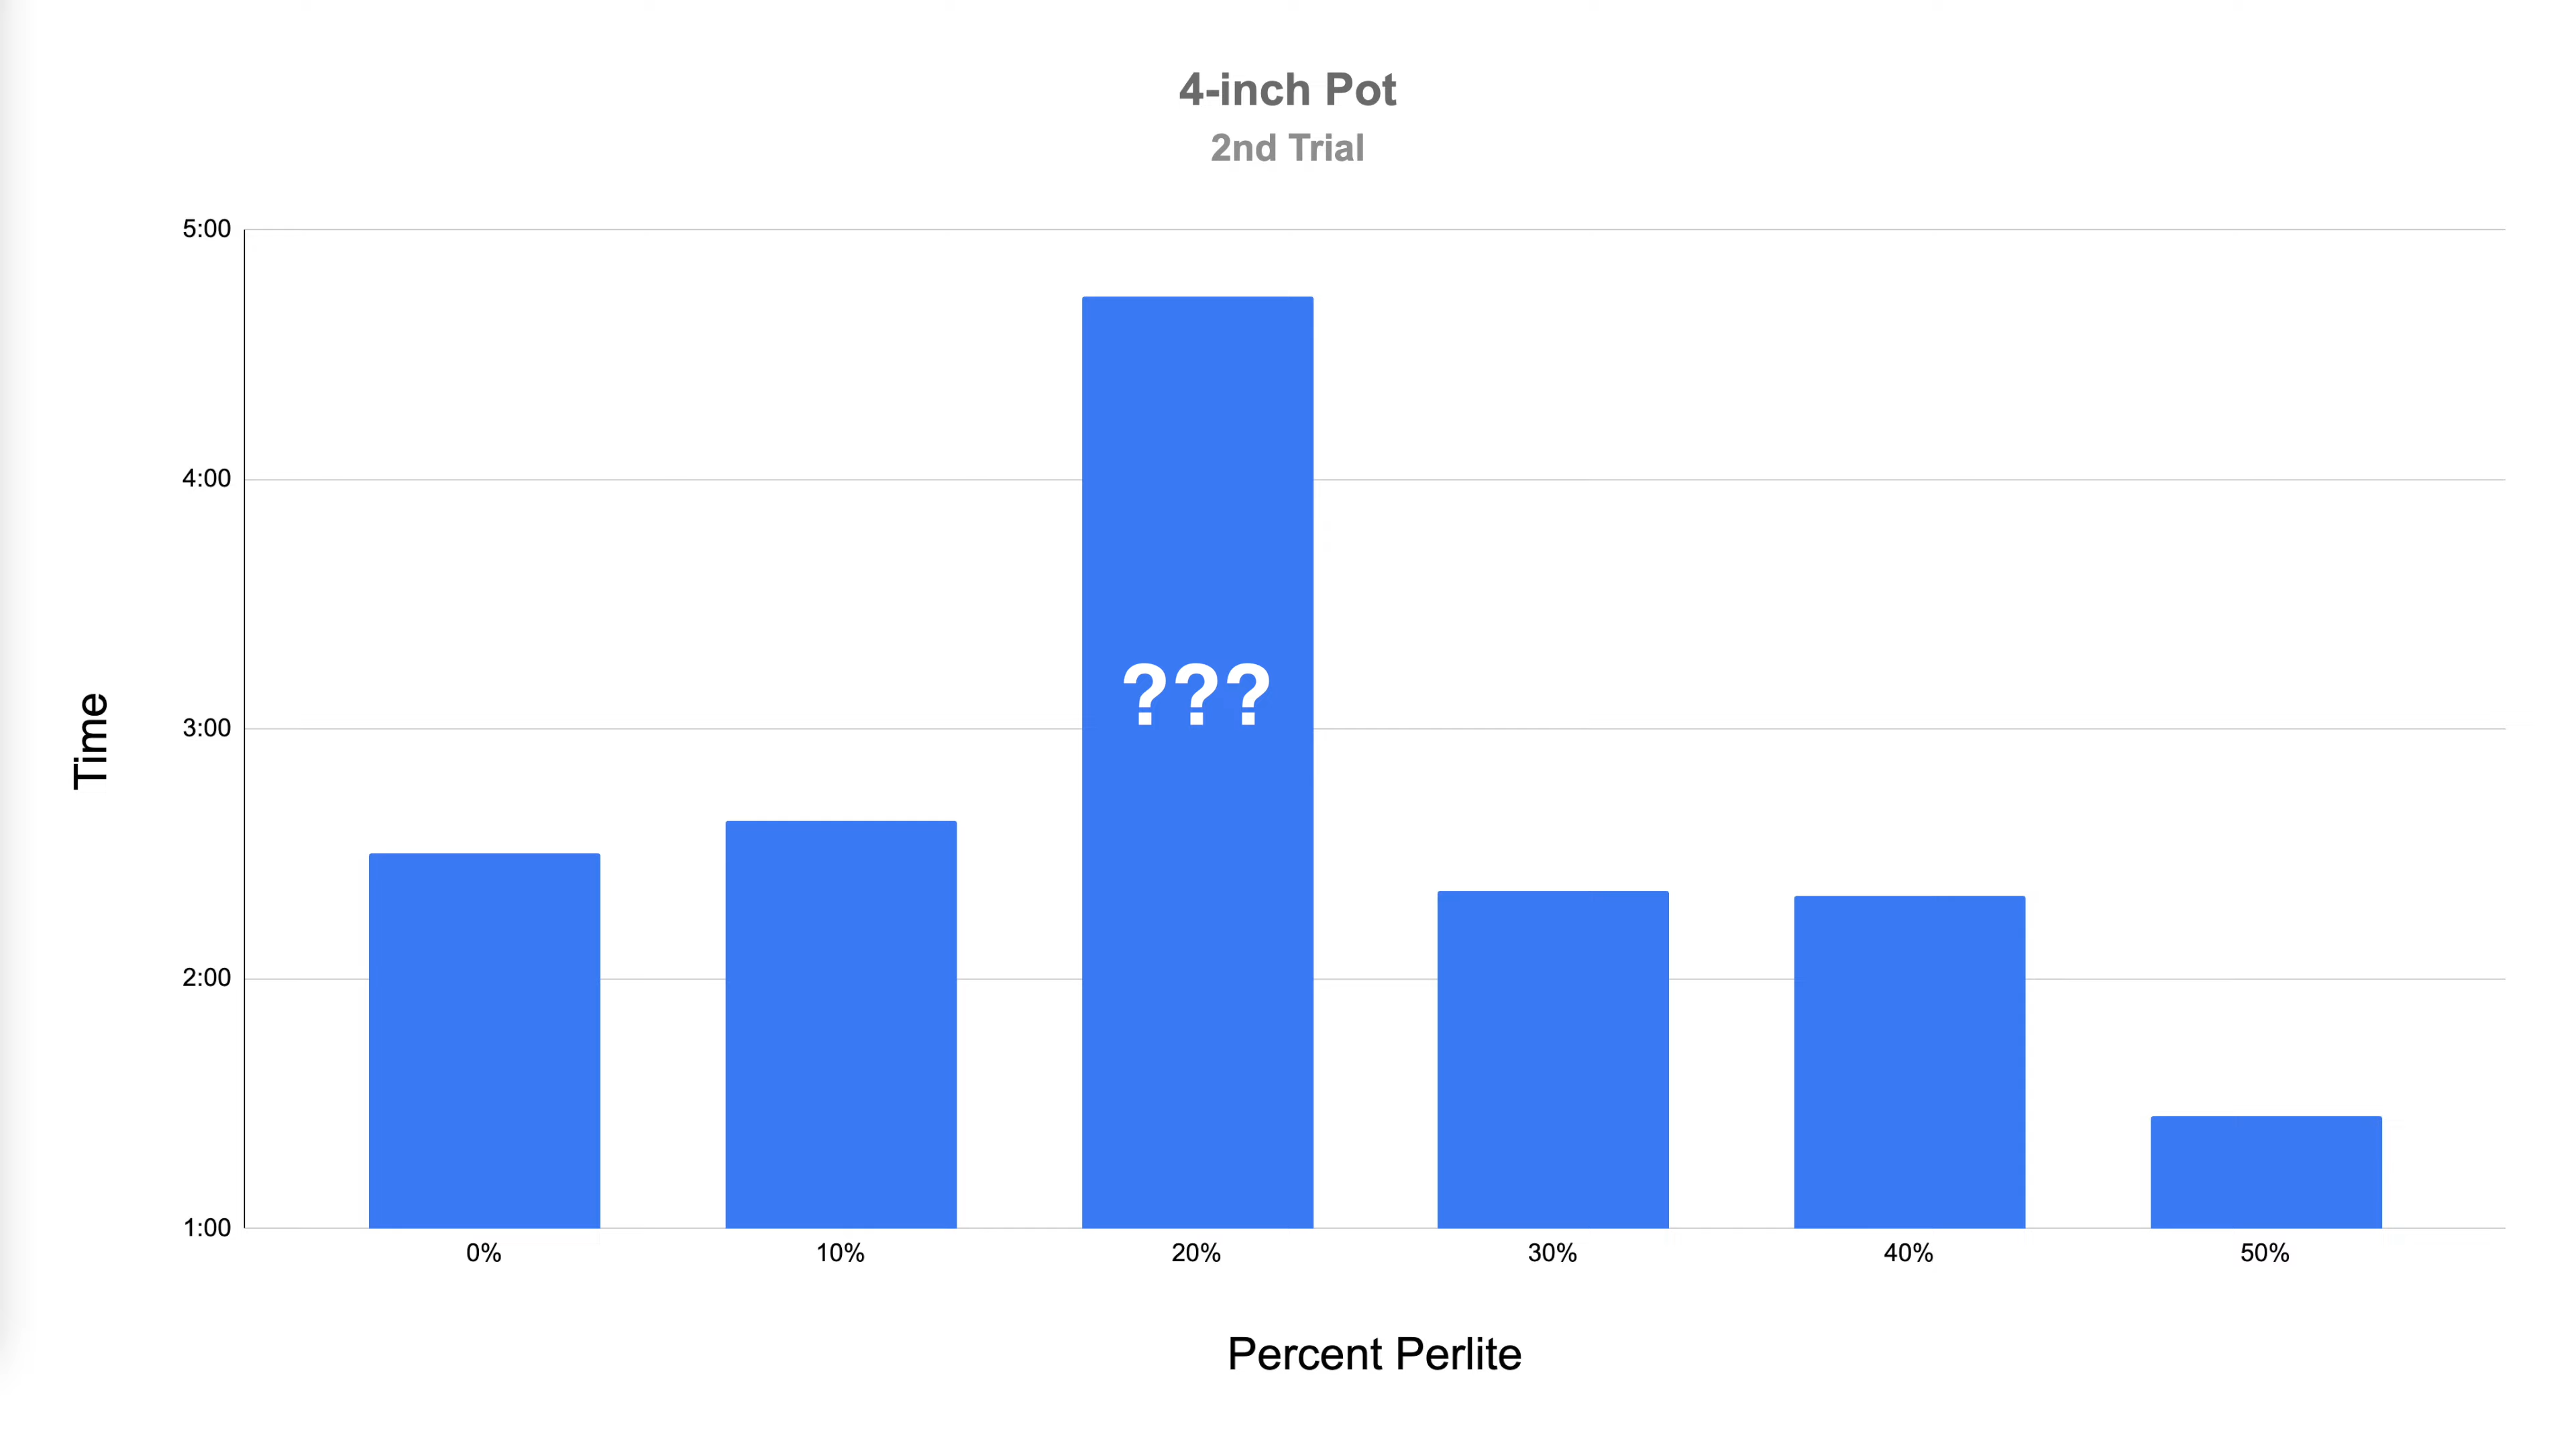 4-inch Pot
2nd Trial
5:00
4:00
3:00
2:00
1:00
Time
???
0% 10% 20% 30% 40% 50%
Percent Perlite